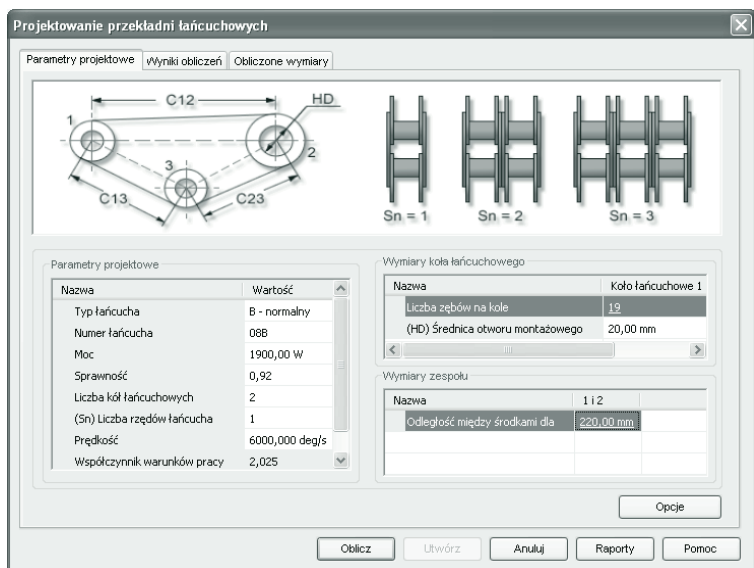 Projektowanie przekładni łańcuchowych
Parametry projektowe
Wyniki obliczeń
Obliczone wymiary
C12
HD
1
2
3
C13
C23
Sn = 1
Sn = 2
Sn = 3
Parametry projektowe
Nazwa Wartość
Typ łańcucha B - normalny
Numer łańcucha 08B
Moc 1900,00 W
Sprawność 0,92
Liczba kół łańcuchowych 2
(Sn) Liczba rzędów łańcucha 1
Prędkość 6000,000 deg/s
Współczynnik warunków pracy 2,025
Wymiary koła łańcuchowego
Nazwa Koło łańcuchowe 1
Liczba zębów na kole 19
(HD) Średnica otworu montażowego 20,00 mm
Wymiary zespołu
Nazwa 1 i 2
Odległość między środkami dla 220,00 mm
Opcje
Oblicz
Utwórz
Anuluj
Raporty
Pomoc